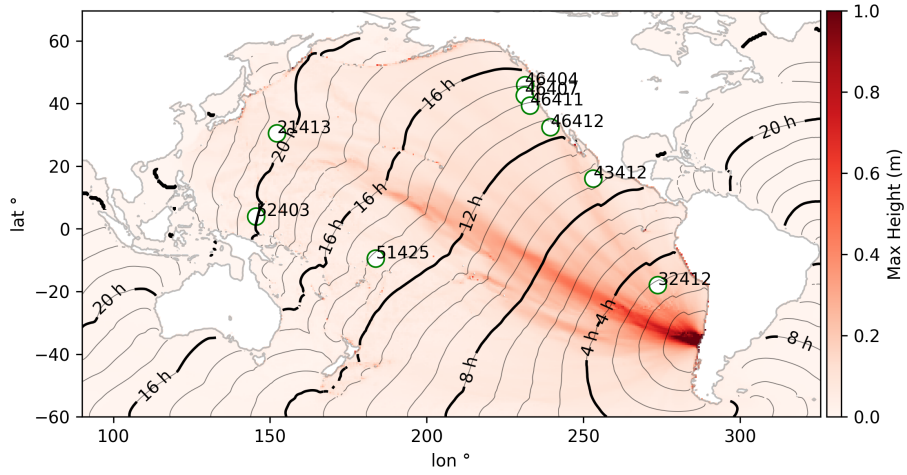 60
40
20
0
−20
−40
−60
lat °
100
150
200
250
300
lon °
46404
46407
46411
46412
43412
21413
52403
51425
32412
16 h
20 h
20 h
16 h
16 h
12 h
4 h
4 h
8 h
8 h
20 h
16 h
1.0
0.8
0.6
0.4
0.2
0.0
Max Height (m)